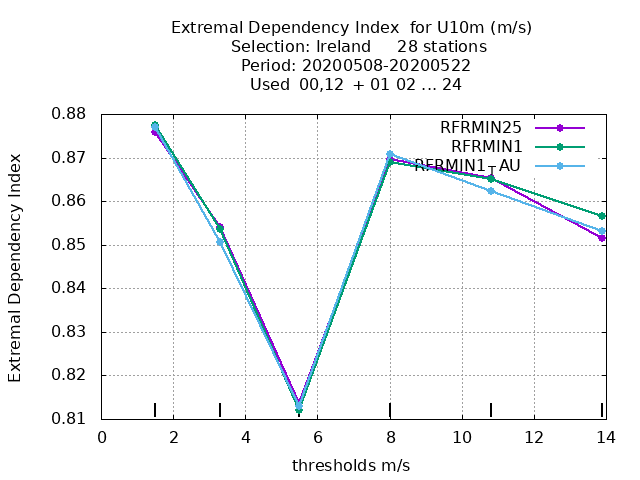 Extremal Dependency Index  for U10m (m/s)
Selection: Ireland     28 stations
Period: 20200508-20200522
Used  00,12  + 01 02 ... 24
RFRMIN25
RFRMIN1
RFRMIN1_AU
Extremal Dependency Index
0.88
0.87
0.86
0.85
0.84
0.83
0.82
0.81
0 2 4 6 8 10 12 14
thresholds m/s